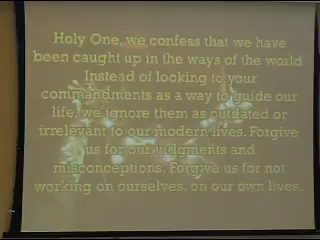 Holy One, we confess that we have
been caught up in the ways of the world
Instead of looking to your
commandments as a way to guide our
life, we ignore them as outdated or
irrelevant to our modern lives. Forgive
us for our judgments and
misconceptions. Forgive us for not
working on ourselves, on our own lives,